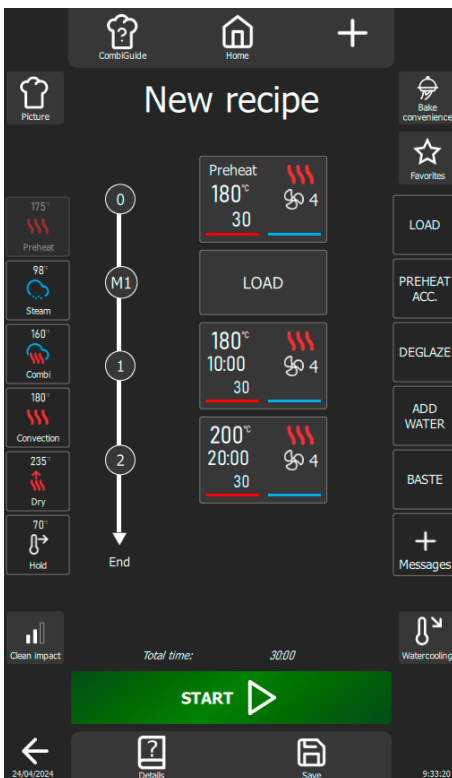 ?
CombiGuide
Home
Picture
New recipe
Bake
convenience
Favorites
Preheat
180°C
4
30
0
175°
Preheat
LOAD
M1
LOAD
98°
Steam
PREHEAT
ACC.
160°
Combi
180°C
10:00
4
30
1
DEGLAZE
180°
Convection
ADD
WATER
200°C
20:00
4
30
2
235°
Dry
BASTE
70°
Hold
End
Messages
Clean impact
Total time: 30:00
Watercooling
START
?
24/04/2024
Details
Save
9:33:20